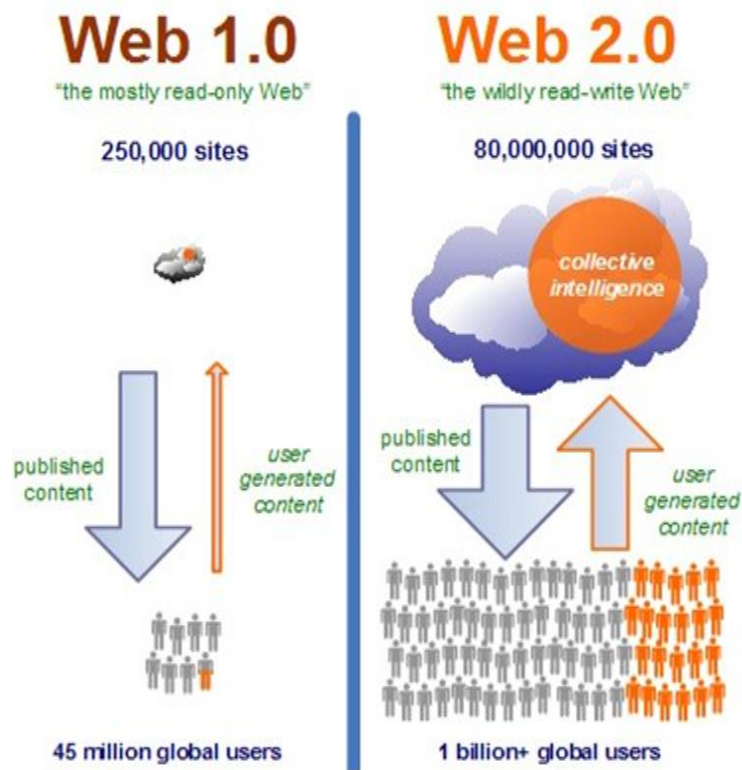 Web 1.0
"the mostly read-only Web"
250,000 sites
published
content
user
generated
content
45 million global users
Web 2.0
"the wildly read-write Web"
80,000,000 sites
collective
intelligence
published
content
user
generated
content
1 billion+ global users